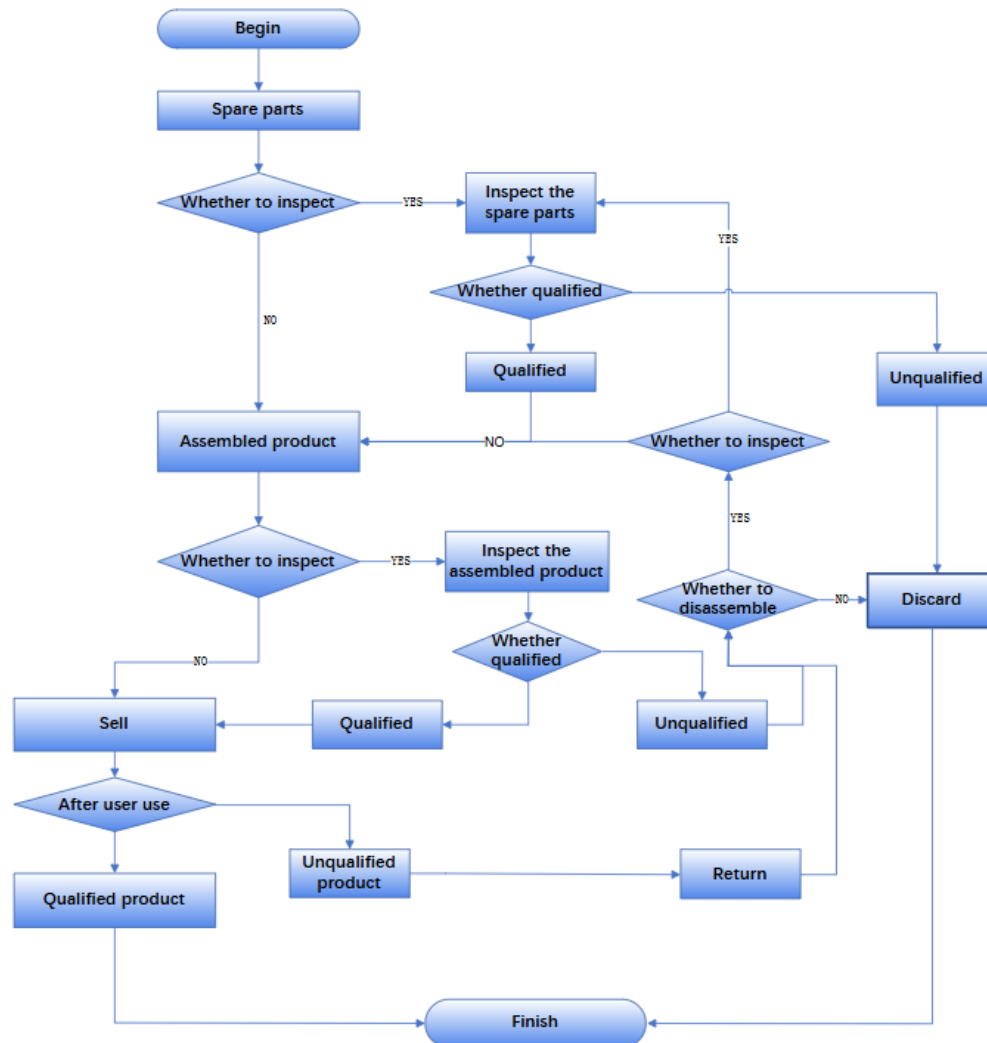 Begin
Spare parts
Whether to inspect
YES
Inspect the
spare parts
YES
Whether qualified
NO
Qualified
Unqualified
Assembled product
NO
Whether to inspect
YES
Whether to inspect
YES
Inspect the
assembled product
Whether to
disassemble
NO
Discard
Whether
qualified
NO
Sell
Qualified
Unqualified
After user use
Unqualified
product
Return
Qualified product
Finish